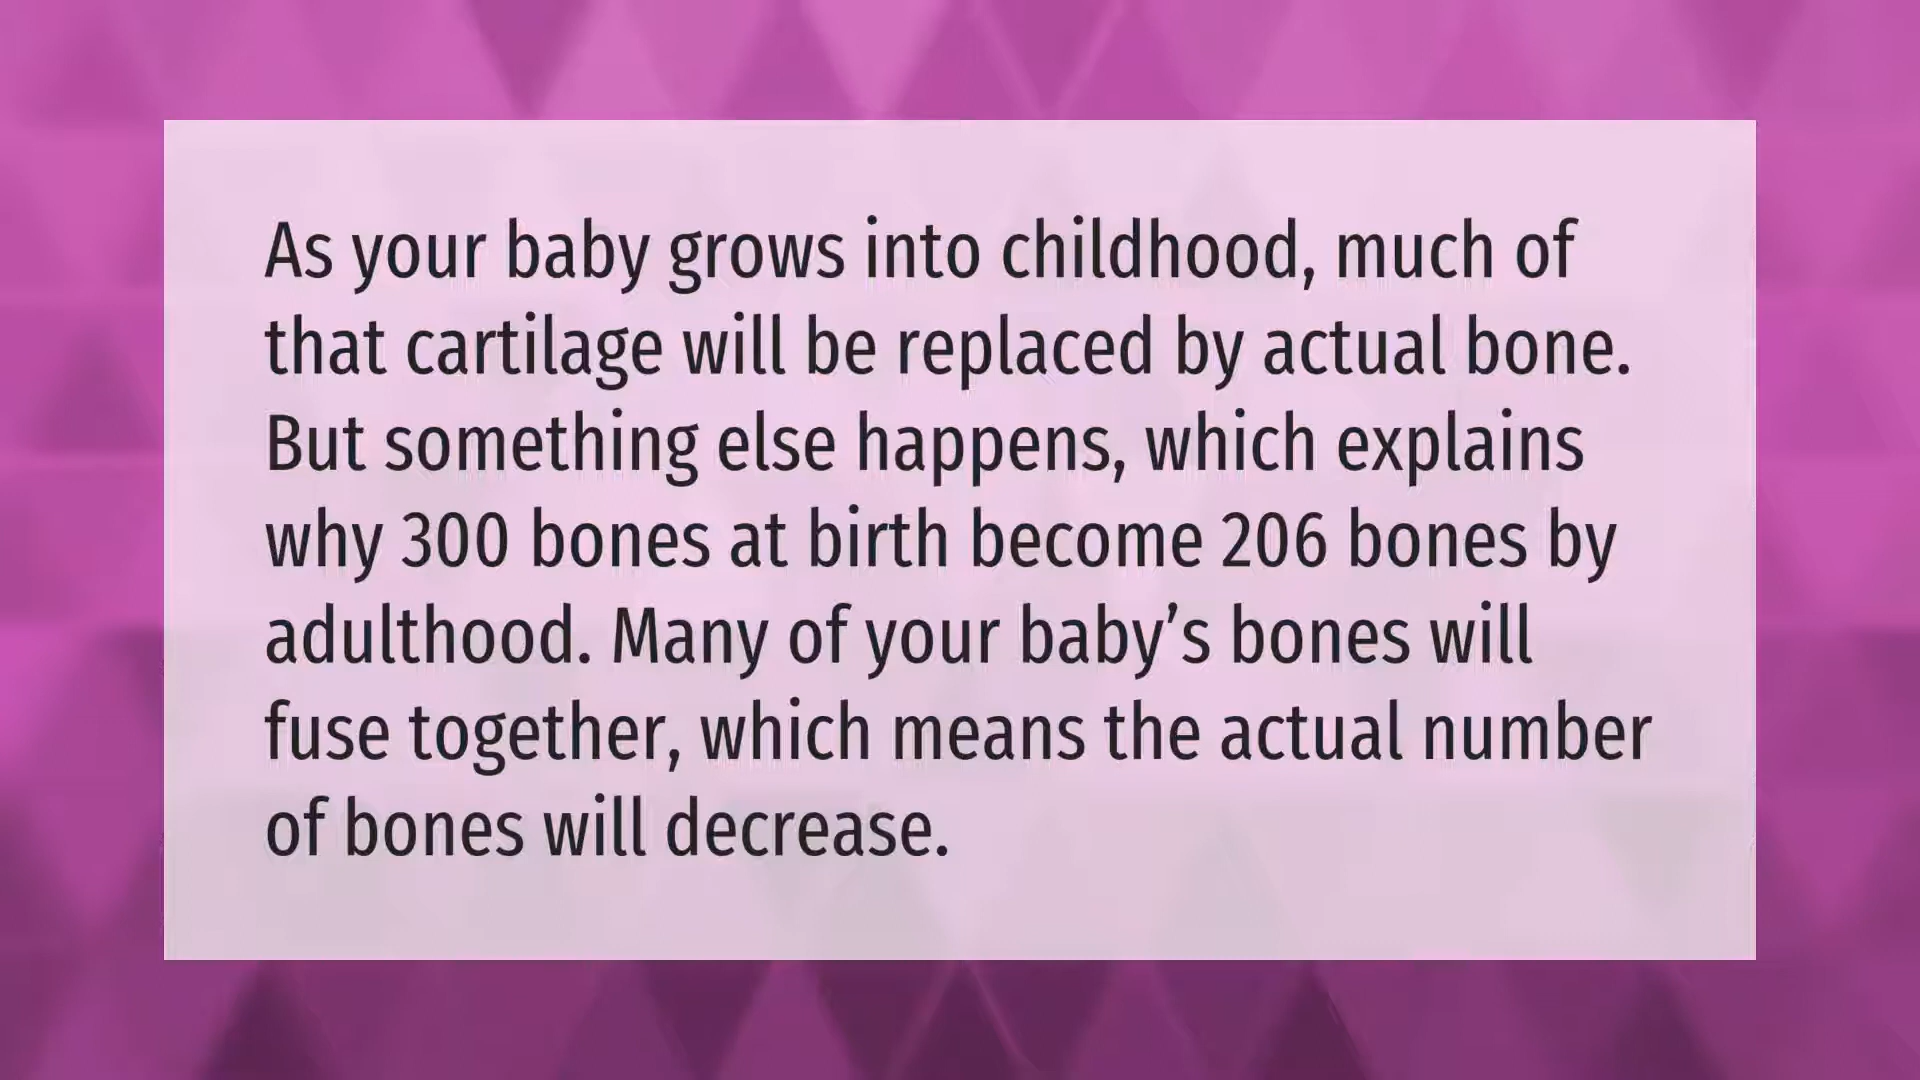 As your baby grows into childhood, much of
that cartilage will be replaced by actual bone.
But something else happens, which explains
why 300 bones at birth become 206 bones by
adulthood. Many of your baby’s bones will
fuse together, which means the actual number
of bones will decrease.